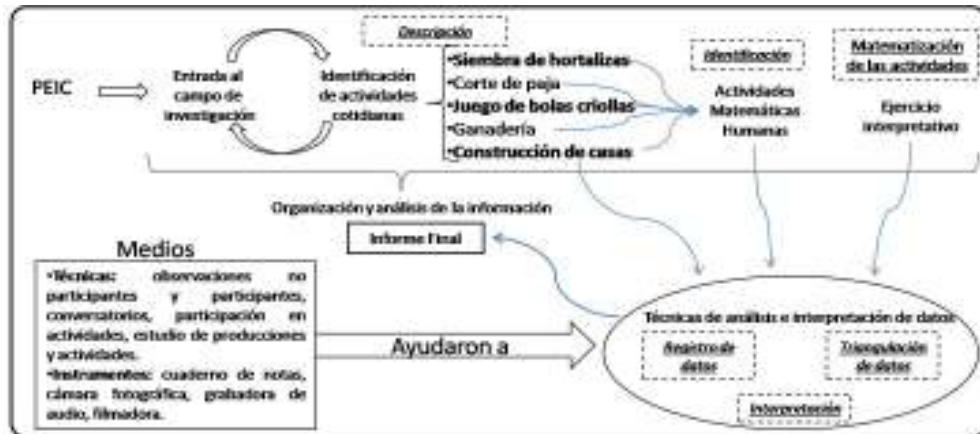 PEIC
Entrada al
campo de
investigación
Identificación
de actividades
cotidianas
Descripción
•Siembra de hortalizas
•Corte de paja
•Juego de bolas criollas
•Ganadería
•Construcción de casas
Identificación
Actividades
Matemáticas
Humanas
Matematización
de las actividades
Ejercicio
interpretativo
Organización y análisis de la información
Informe Final
Medios
•Técnicas: observaciones no
participantes y participantes,
conversatorios, participación en
actividades, estudio de producciones
y actividades.
•Instrumentos: cuaderno de notas,
cámara fotográfica, grabadora de
audio, filmadora.
Ayudaron a
Técnicas de análisis e interpretación de datos
Registro de
datos
Triangulación
de datos
Interpretación